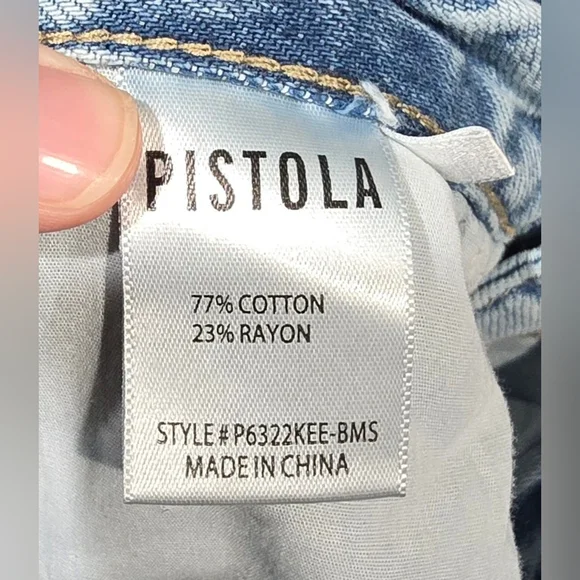 PISTOLA
77% COTTON
23% RAYON
STYLE#P6322KEE-BMS
MADE IN CHINA